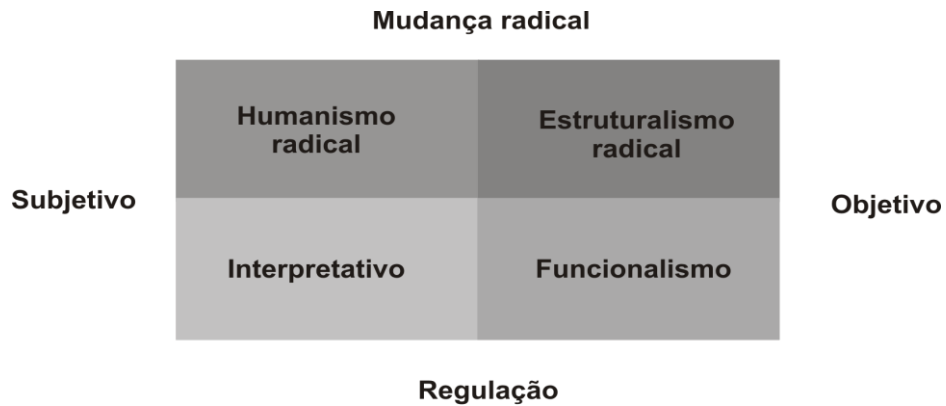 Mudança radical
Humanismo
radical
Estruturalismo
radical
Subjetivo
Objetivo
Interpretativo
Funcionalismo
Regulação